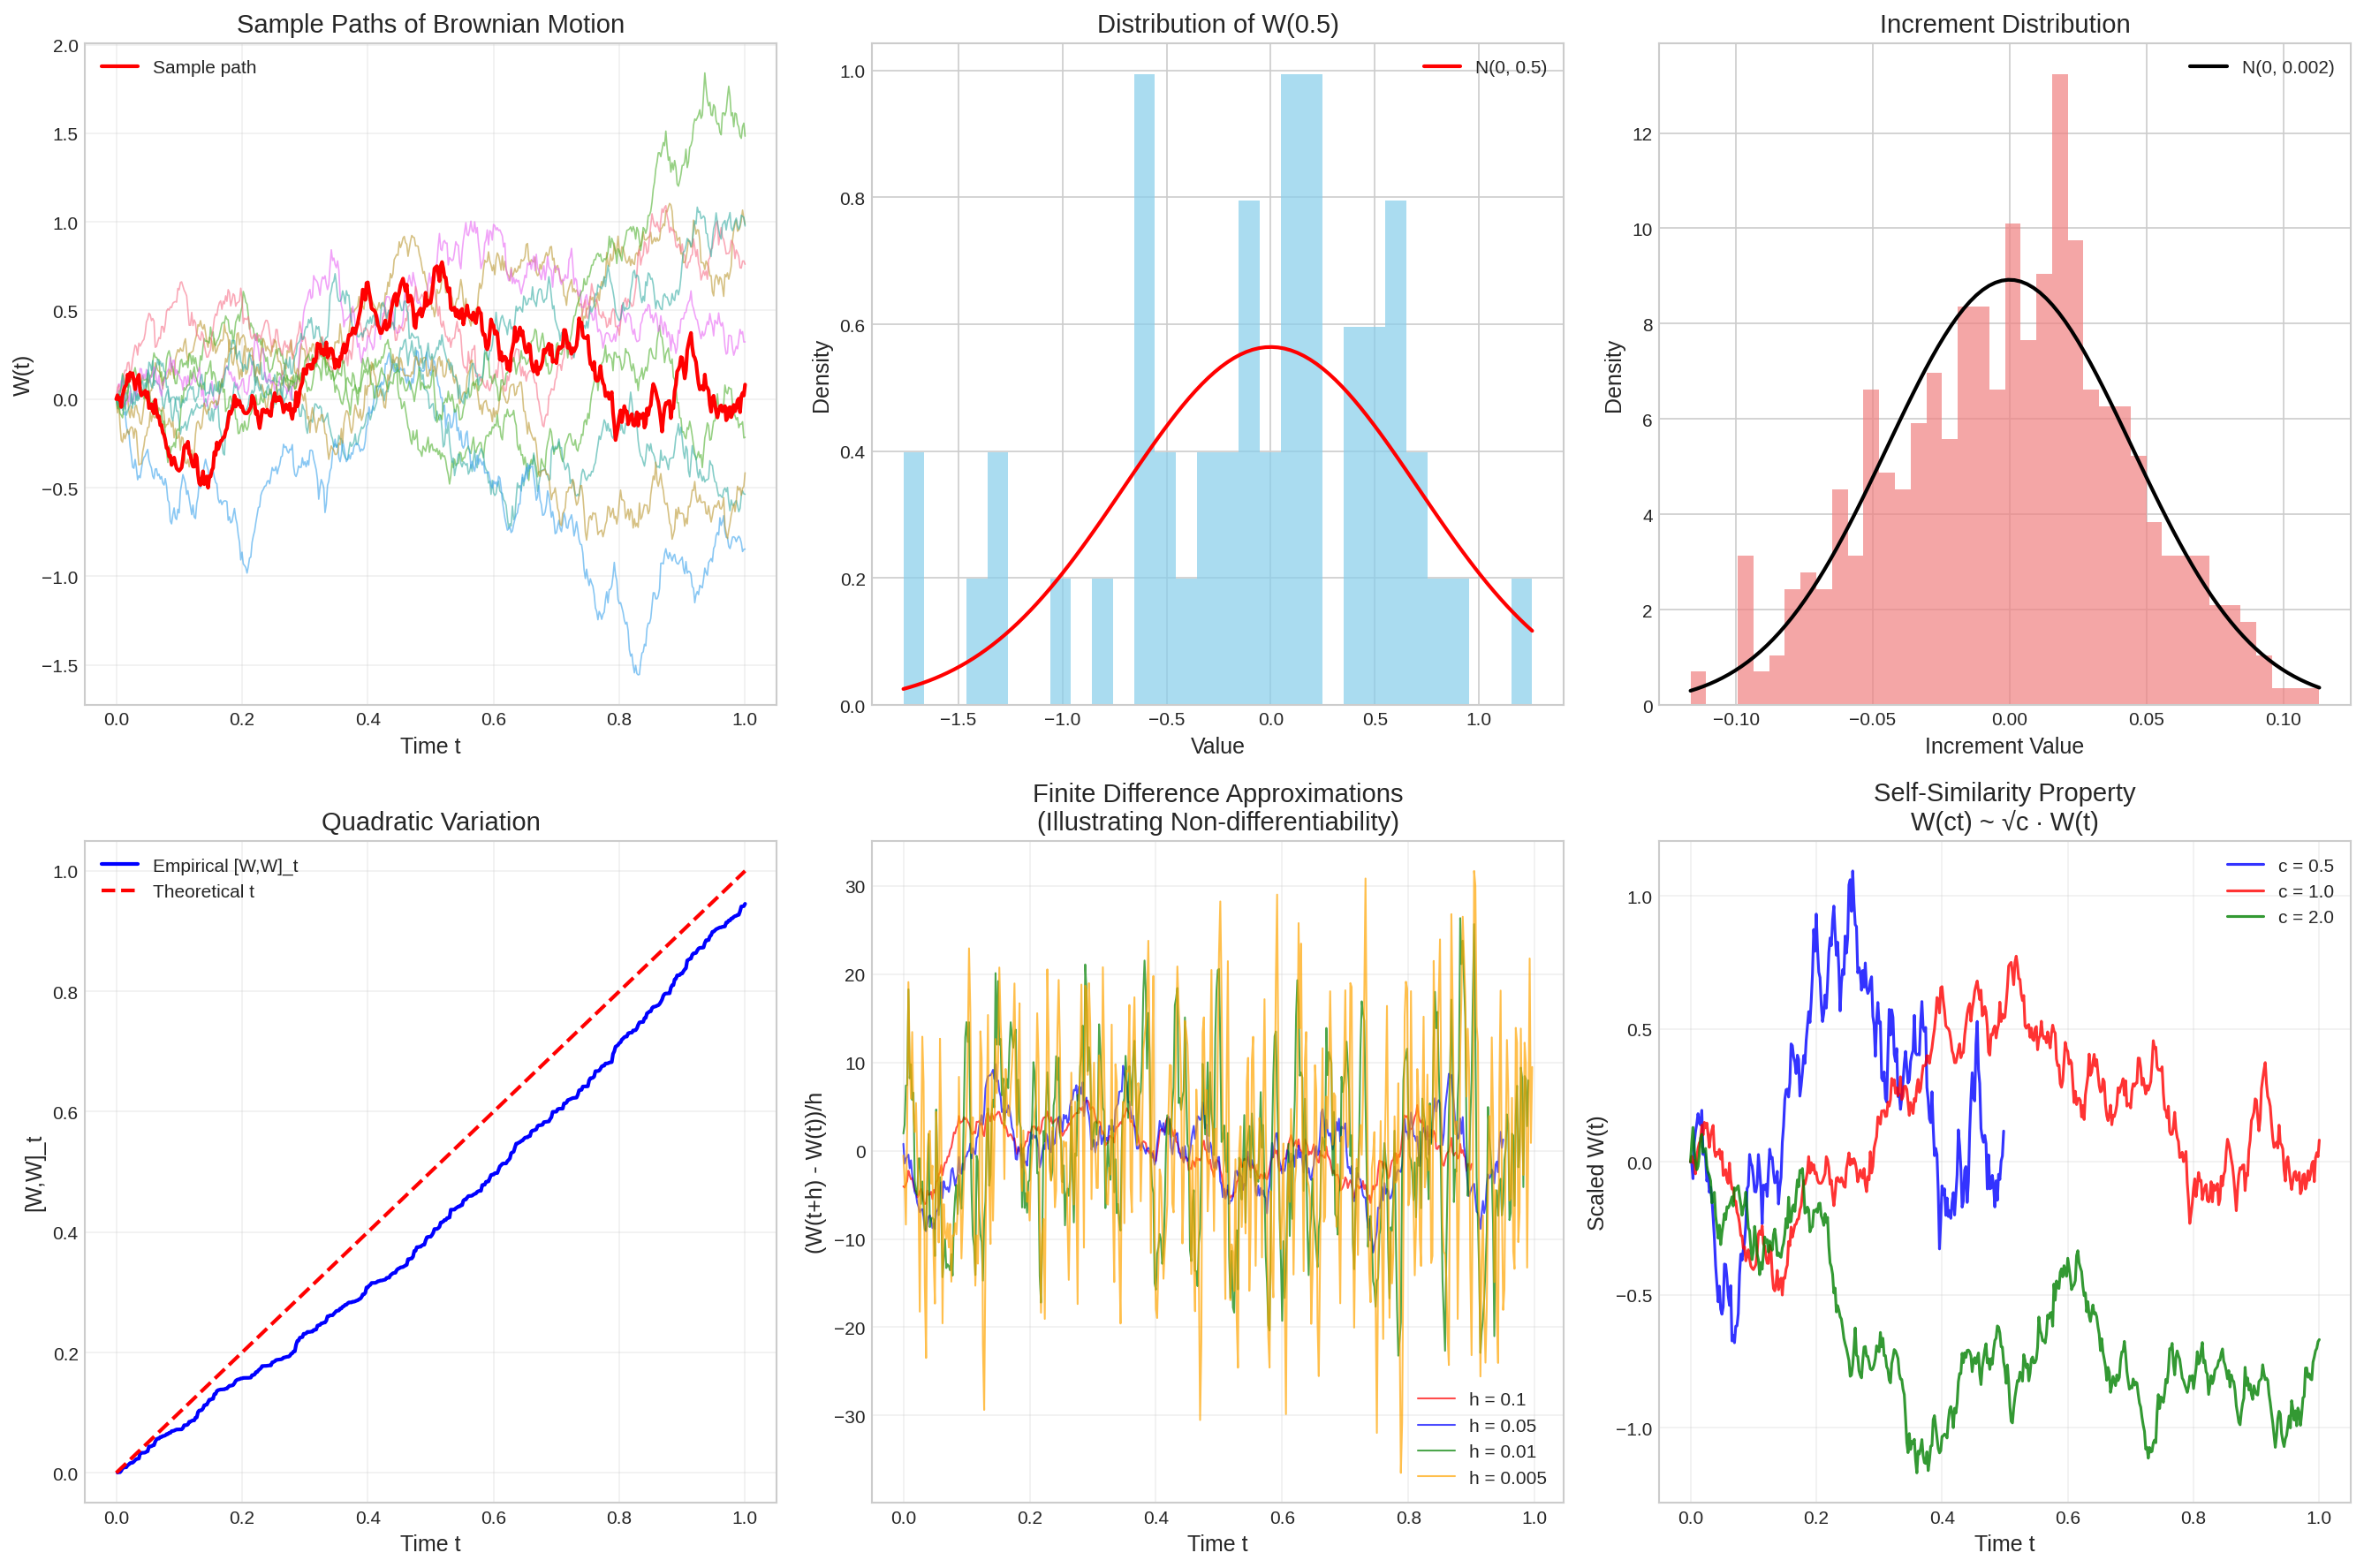 Sample Paths of Brownian Motion
Sample path
2.0
1.5
1.0
0.5
0.0
−0.5
−1.0
−1.5
W(t)
0.0 0.2 0.4 0.6 0.8 1.0
Time t
Distribution of W(0.5)
N(0, 0.5)
1.0
0.8
0.6
0.4
0.2
0.0
Density
−1.5 −1.0 −0.5 0.0 0.5 1.0
Value
Increment Distribution
N(0, 0.002)
12
10
8
6
4
2
0
Density
−0.10 −0.05 0.00 0.05 0.10
Increment Value
Quadratic Variation
Empirical [W,W]_t
Theoretical t
1.0
0.8
0.6
0.4
0.2
0.0
[W,W]_t
0.0 0.2 0.4 0.6 0.8 1.0
Time t
Finite Difference Approximations
(Illustrating Non-differentiability)
30
20
10
0
−10
−20
−30
(W(t+h) - W(t))/h
h = 0.1
h = 0.05
h = 0.01
h = 0.005
0.0 0.2 0.4 0.6 0.8 1.0
Time t
Self-Similarity Property
W(ct) ~ √c · W(t)
c = 0.5
c = 1.0
c = 2.0
1.0
0.5
0.0
−0.5
−1.0
Scaled W(t)
0.0 0.2 0.4 0.6 0.8 1.0
Time t